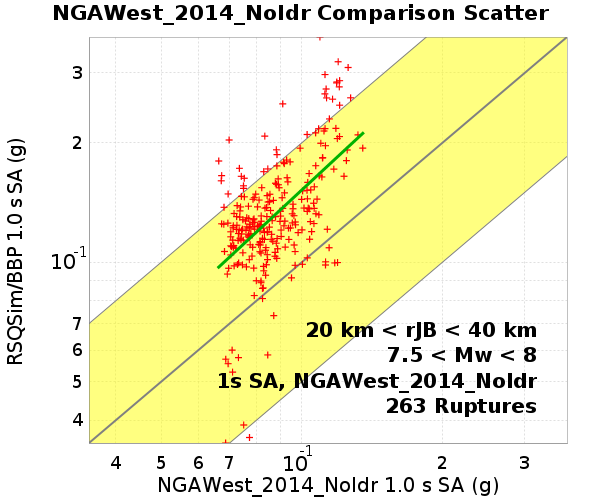 NGAWest_2014_NoIdr Comparison Scatter
RSQSim/BBP 1.0 s SA (g)
3
2
10^-1
7
6
5
4
20 km < rJB < 40 km
7.5 < Mw < 8
1s SA, NGAWest_2014_NoIdr
263 Ruptures
4 5 6 7 10^-1 2 3
NGAWest_2014_NoIdr 1.0 s SA (g)